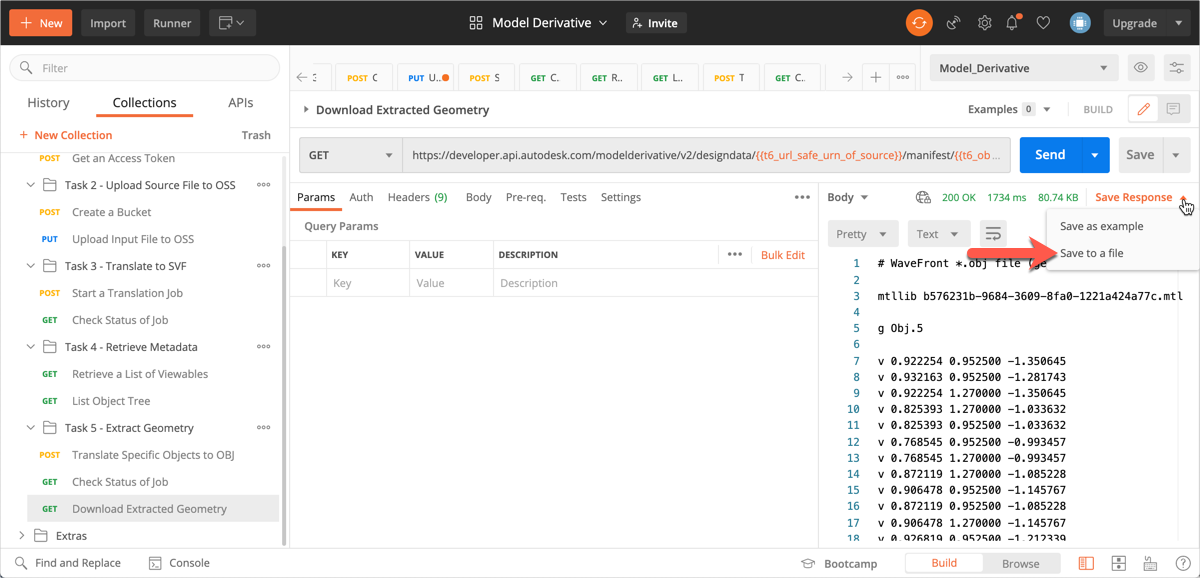 New
Import
Runner
Model Derivative
Invite
Upgrade
Filter
History
Collections
APIs
New Collection
Trash
POST Get an Access Token
Task 2 - Upload Source File to OSS
POST Create a Bucket
PUT Upload Input File to OSS
Task 3 - Translate to SVF
POST Start a Translation Job
GET Check Status of Job
Task 4 - Retrieve Metadata
GET Retrieve a List of Viewables
GET List Object Tree
Task 5 - Extract Geometry
POST Translate Specific Objects to OBJ
GET Check Status of Job
GET Download Extracted Geometry
Extras
POST C
PUT U..
POST S
GET C.
GET R..
GET L..
POST T
GET C.
Model_Derivative
Download Extracted Geometry
Examples 0
BUILD
GET
https://developer.api.autodesk.com/modelderivative/v2/designdata/{{t6_url_safe_urn_of_source}}/manifest/{{t6_ob...
Send
Save
Params
Auth
Headers (9)
Body
Pre-req.
Tests
Settings
Query Params
KEY
VALUE
DESCRIPTION
Bulk Edit
Key
Value
Description
Body
200 OK
1734 ms
80.74 KB
Save Response
Save as example
Save to a file
Pretty
Text
1 # WaveFront *.obj file (ge
2
3 mtllib b576231b-9684-3609-8fa0-1221a424a77c.mtl
4
5 g Obj.5
6
7 v 0.922254 0.952500 -1.350645
8 v 0.932163 0.952500 -1.281743
9 v 0.922254 1.270000 -1.350645
10 v 0.825393 1.270000 -1.033632
11 v 0.825393 0.952500 -1.033632
12 v 0.768545 0.952500 -0.993457
13 v 0.768545 1.270000 -0.993457
14 v 0.872119 1.270000 -1.085228
15 v 0.906478 0.952500 -1.145767
16 v 0.872119 0.952500 -1.085228
17 v 0.906478 1.270000 -1.145767
18 v 0.926819 0.952500 -1.212339
Find and Replace
Console
Bootcamp
Build
Browse